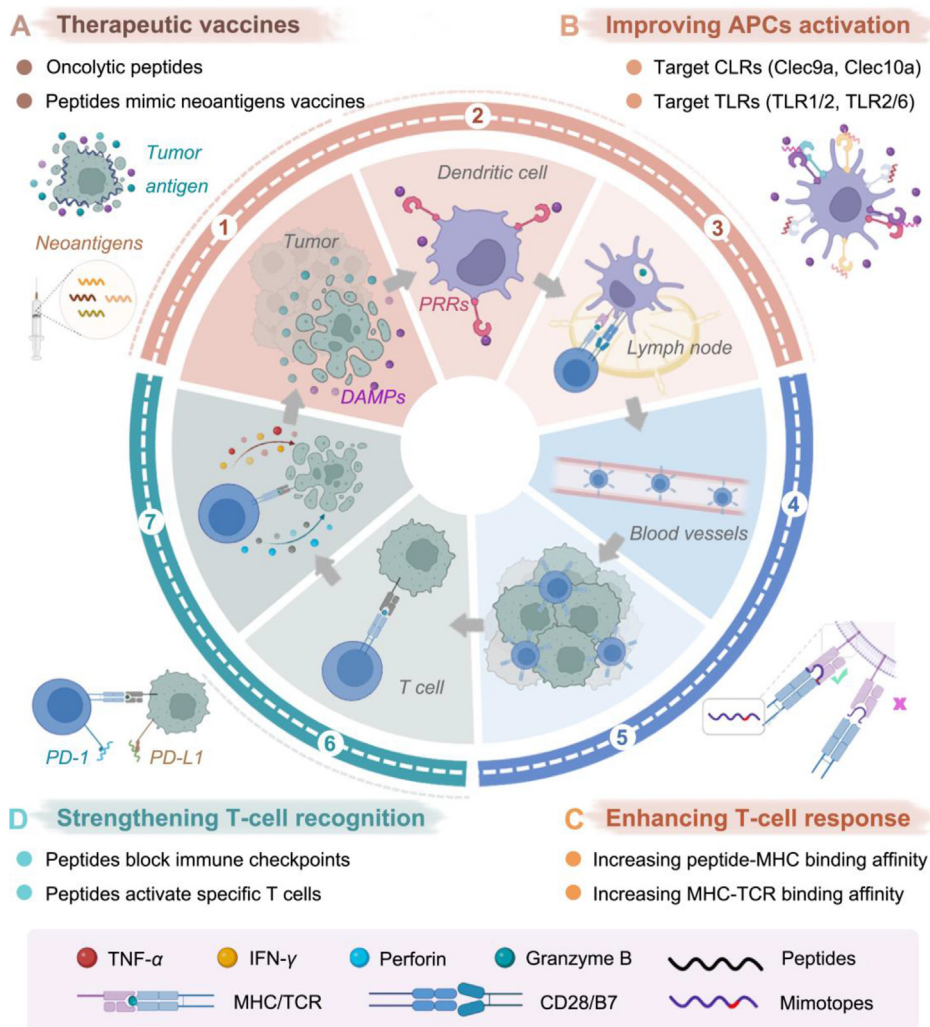 A Therapeutic vaccines
Oncolytic peptides
Peptides mimic neoantigens vaccines
B Improving APCs activation
Target CLRs (Clec9a, Clec10a)
Target TLRs (TLR1/2, TLR2/6)
Tumor
antigen
Neoantigens
1
2
3
4
5
6
7
Tumor
DAMPs
Dendritic cell
PRRs
Lymph node
Blood vessels
T cell
PD-1
PD-L1
x
D Strengthening T-cell recognition
Peptides block immune checkpoints
Peptides activate specific T cells
C Enhancing T-cell response
Increasing peptide-MHC binding affinity
Increasing MHC-TCR binding affinity
TNF-α
IFN-γ
Perforin
Granzyme B
Peptides
MHC/TCR
CD28/B7
Mimotopes